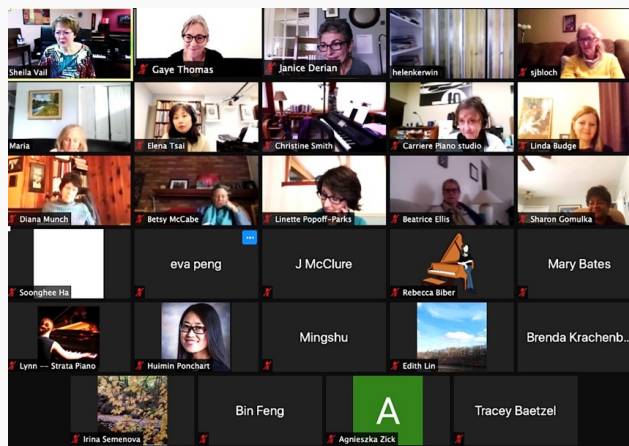 Sheila Vail
Gaye Thomas
Janice Derian
helenkerwin
sjbloch
Maria
Elena Tsai
Christine Smith
Carriere Piano studio
Linda Budge
Diana Munch
Betsy McCabe
Linette Popoff-Parks
Beatrice Ellis
Sharon Gomulka
Soonghee Ha
eva peng
J McClure
Rebecca Biber
Mary Bates
Lynn -- Strata Piano
Huimin Ponchart
Mingshu
Edith Lin
Brenda Krachenb...
Irina Semenova
Bin Feng
A
Agnieszka Zick
Tracey Baetzel